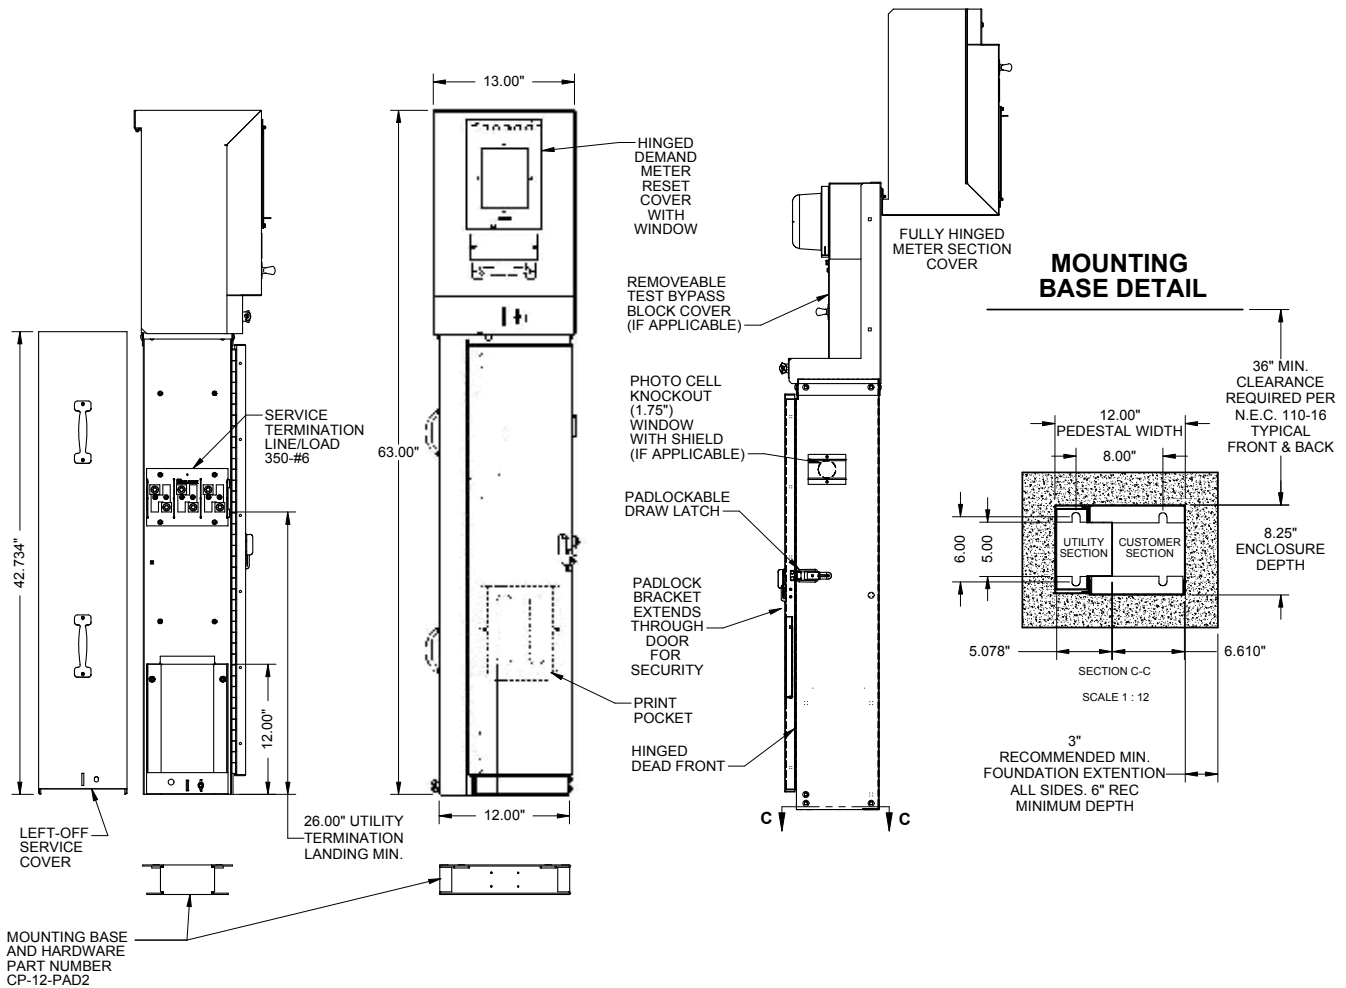 13.00"
HINGED
DEMAND
METER
RESET
COVER
WITH
WINDOW
FULLY HINGED
METER SECTION
COVER
MOUNTING
BASE DETAIL
REMOVEABLE
TEST BYPASS
BLOCK COVER
(IF APPLICABLE)
36" MIN.
CLEARANCE
REQUIRED PER
N.E.C. 110-16
TYPICAL
FRONT & BACK
PHOTO CELL
KNOCKOUT
(1.75")
WINDOW
WITH SHIELD
(IF APPLICABLE)
SERVICE
TERMINATION
LINE/LOAD
350-#6
63.00"
12.00"
PEDESTAL WIDTH
8.00"
PADLOCKABLE
DRAW LATCH
42.734"
6.00
5.00
UTILITY
SECTION
CUSTOMER
SECTION
8.25"
ENCLOSURE
DEPTH
PADLOCK
BRACKET
EXTENDS
THROUGH
DOOR
FOR
SECURITY
5.078"
6.610"
SECTION C-C
SCALE 1 : 12
12.00"
PRINT
POCKET
HINGED
DEAD FRONT
3"
RECOMMENDED MIN.
FOUNDATION EXTENTION
ALL SIDES. 6" REC
MINIMUM DEPTH
C
C
12.00"
26.00" UTILITY
TERMINATION
LANDING MIN.
LEFT-OFF
SERVICE
COVER
MOUNTING BASE
AND HARDWARE
PART NUMBER
CP-12-PAD2